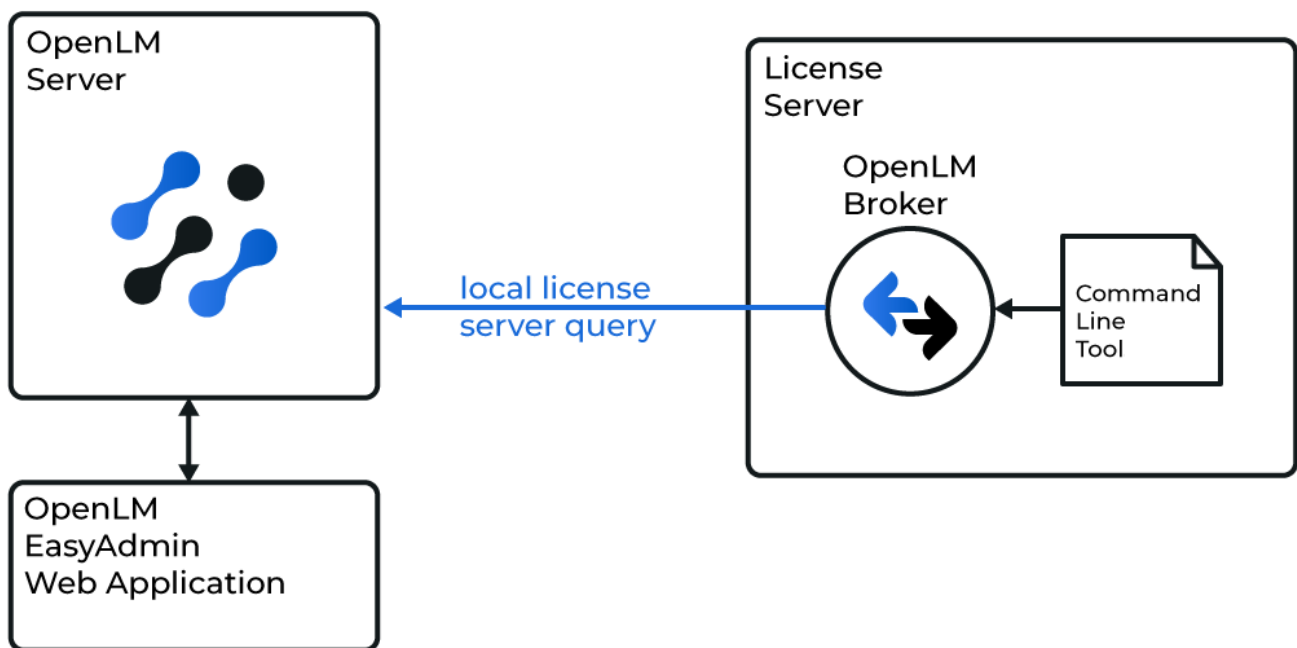 OpenLM
Server
License
Server
OpenLM
Broker
local license
server query
Command
Line
Tool
OpenLM
EasyAdmin
Web Application